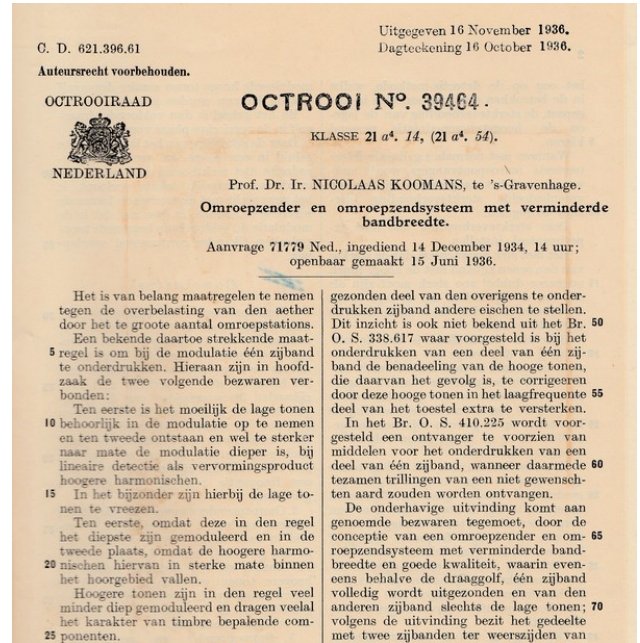 Uitgegeven 16 November 1936.
C. D. 621.396.61
Dagteekening 16 October 1936.
Auteursrecht voorbehouden.
OCTROOIRAAD
NEDERLAND
OCTROOI Nº. 39464.
KLASSE 21 a⁴. 14, (21 a⁴. 54).
Prof. Dr. Ir. NICOLAAS KOOMANS, te 's-Gravenhage.
Omroepzender en omroepzendsysteem met verminderde
bandbreedte.
Aanvrage 71779 Ned., ingediend 14 December 1934, 14 uur;
openbaar gemaakt 15 Juni 1936.
Het is van belang maatregelen te nemen
tegen de overbelasting van den aether
door het te groote aantal omroepstations.
Een bekende daartoe strekkende maat-
5 regel is om bij de modulatie één zijband
te onderdrukken. Hieraan zijn in hoofd-
zaak de twee volgende bezwaren ver-
bonden:
Ten eerste is het moeilijk de lage tonen
10 behoorlijk in de modulatie op te nemen
en ten tweede ontstaan en wel te sterker
naar mate de modulatie dieper is, bij
lineaire detectie als vervormingsproduct
hoogere harmonischen.
15 In het bijzonder zijn hierbij de lage to-
nen te vreezen.
Ten eerste, omdat deze in den regel
het diepste zijn gemoduleerd en in de
tweede plaats, omdat de hoogere harmo-
20 nischen hiervan in sterke mate binnen
het hoorgebied vallen.
Hoogere tonen zijn in den regel veel
minder diep gemoduleerd en dragen veelal
het karakter van timbre bepalende com-
25 ponenten.
gezonden deel van den overigens te onder-
drukken zijband andere eischen te stellen.
Dit inzicht is ook niet bekend uit het Br. 50
O. S. 338.617 waar voorgesteld is bij het
onderdrukken van een deel van één zij-
band de benadeeling van de hooge tonen,
die daarvan het gevolg is, te corrigeeren
door deze hooge tonen in het laagfrequente 55
deel van het toestel extra te versterken.
In het Br. O. S. 410.225 wordt voor-
gesteld een ontvanger te voorzien van
middelen voor het onderdrukken van een
deel van één zijband, wanneer daarmede 60
tezamen trillingen van een niet gewensch-
ten aard zouden worden ontvangen.
De onderhavige uitvinding komt aan
genoemde bezwaren tegemoet, door de
conceptie van een omroepzender en om- 65
roepzendsysteem met verminderde band-
breedte en goede kwaliteit, waarin even-
eens behalve de draaggolf, één zijband
volledig wordt uitgezonden en van den
anderen zijband slechts de lage tonen; 70
volgens de uitvinding bezit het gedeelte
met twee zijbanden ter weerszijden van